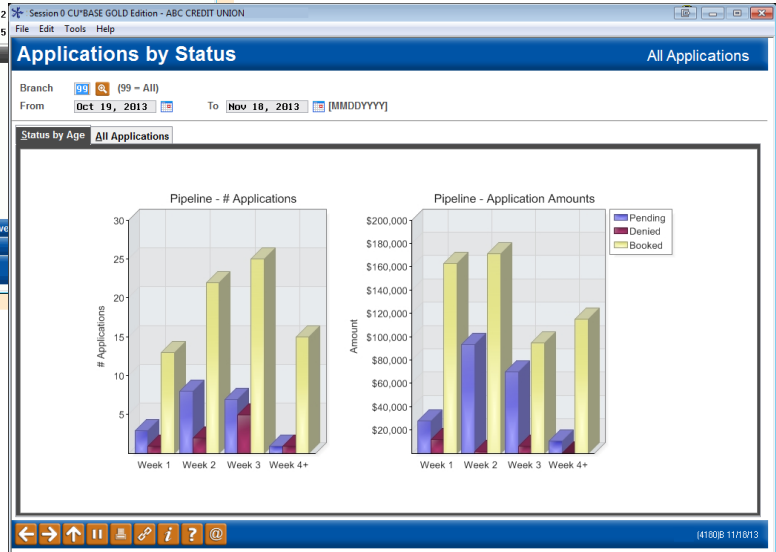 2
5
ve
Session 0 CU*BASE GOLD Edition - ABC CREDIT UNION
File Edit Tools Help
Applications by Status
All Applications
Branch 99 (99 = All)
From Oct 19, 2013 To Nov 18, 2013 [MMDDYYYY]
Status by Age All Applications
Pipeline - # Applications
30
25
20
15
10
5
# Applications
Week 1 Week 2 Week 3 Week 4+
Pipeline - Application Amounts
$200,000
$180,000
$160,000
$140,000
$120,000
$100,000
$80,000
$60,000
$40,000
$20,000
Amount
Week 1 Week 2 Week 3 Week 4+
Pending
Denied
Booked
i ? @
(4160)B 11/18/13